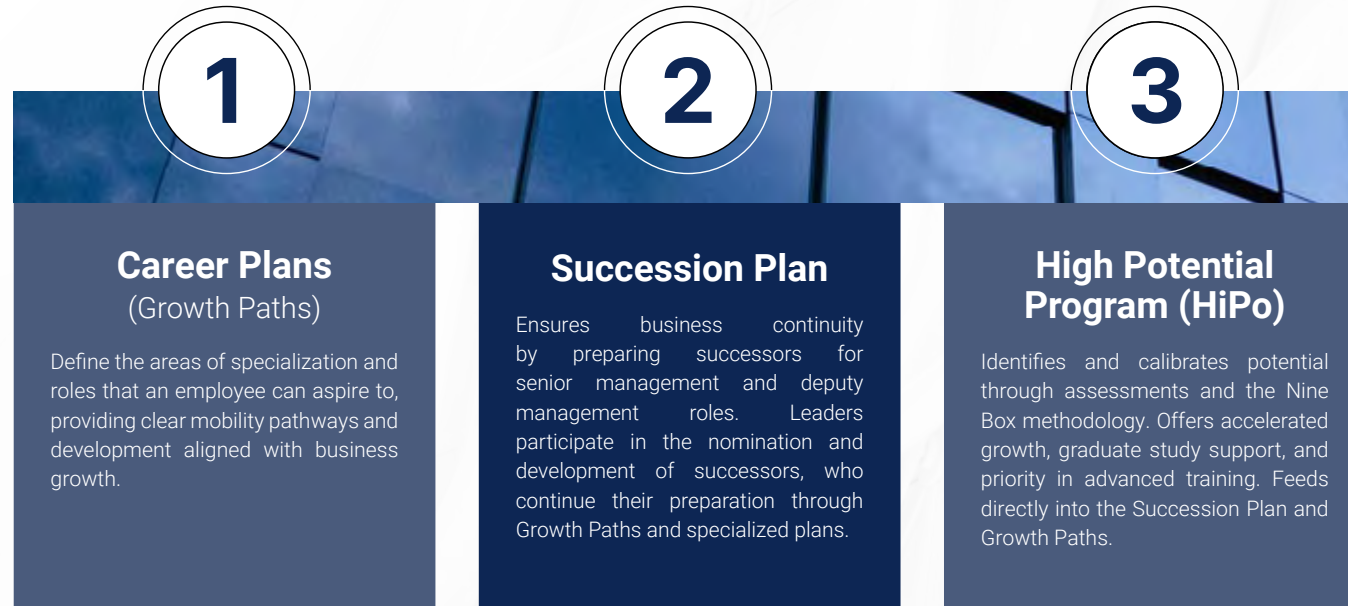 1
Career Plans
(Growth Paths)
Define the areas of specialization and
roles that an employee can aspire to,
providing clear mobility pathways and
development aligned with business
growth.
2
Succession Plan
Ensures business continuity
by preparing successors for
senior management and deputy
management roles. Leaders
participate in the nomination and
development of successors, who
continue their preparation through
Growth Paths and specialized plans.
3
High Potential
Program (HiPo)
Identifies and calibrates potential
through assessments and the Nine
Box methodology. Offers accelerated
growth, graduate study support, and
priority in advanced training. Feeds
directly into the Succession Plan and
Growth Paths.